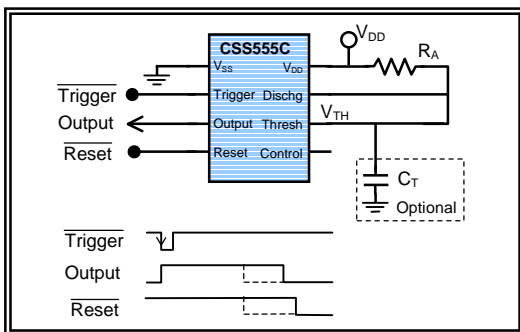 CSS555C
VDD
RA
VSS VDD
Trigger Trigger Dischg
Output Output Thresh VTH
Reset Reset Control
CT
Optional
Trigger
Output
Reset